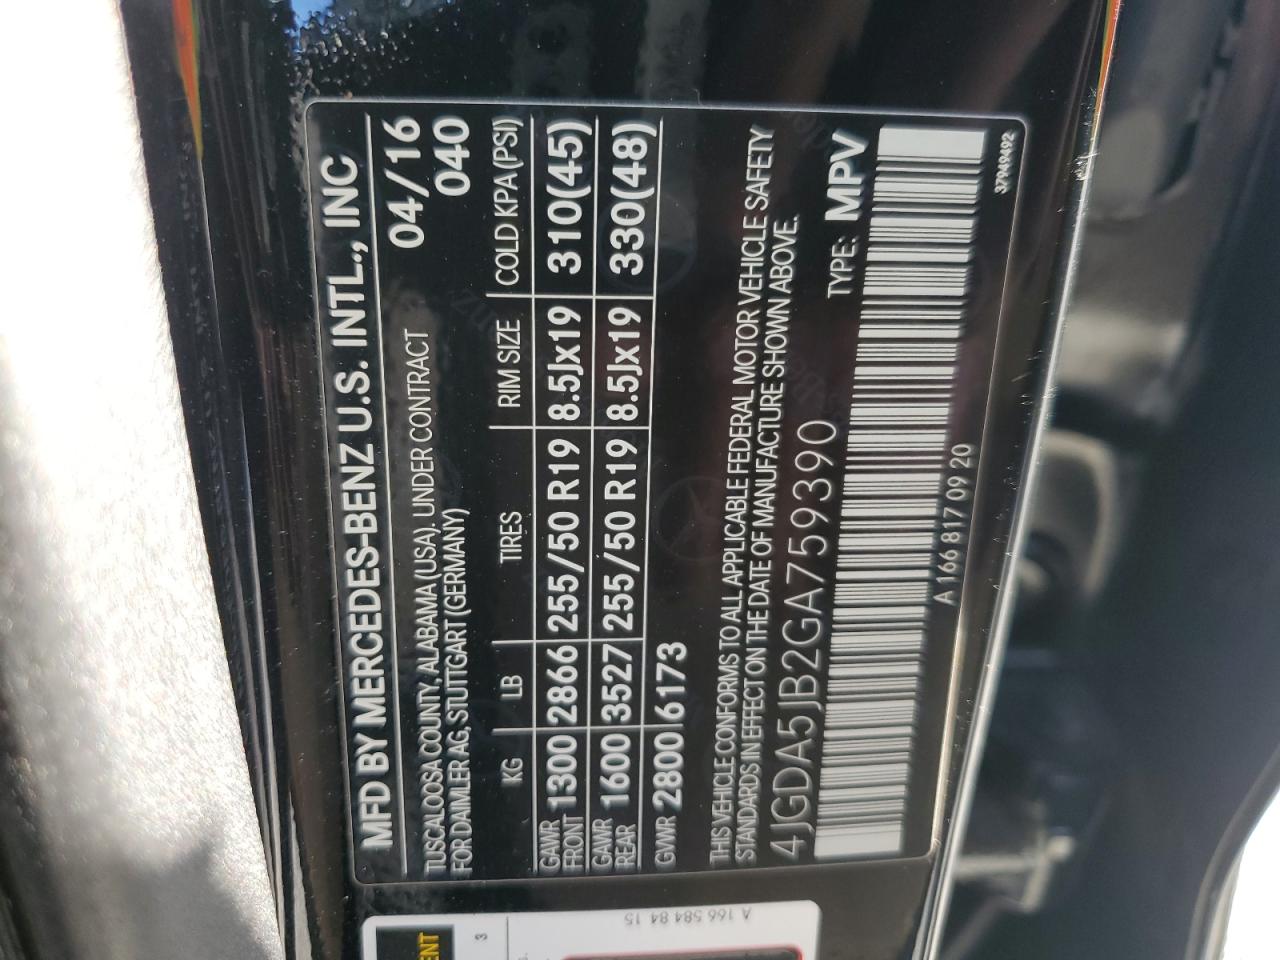 MFD BY MERCEDES-BENZ U.S. INTL., INC
04/16
TUSCALOOSA COUNTY, ALABAMA (USA). UNDER CONTRACT
FOR DAIMLER AG, STUTTGART (GERMANY)
040
KG LB TIRES RIM SIZE COLD KPA (PSI)
GAWR FRONT 1300 2866 255/50 R19 8.5Jx19 310(45)
GAWR REAR 1600 3527 255/50 R19 8.5Jx19 330(48)
GVWR 2800 6173
THIS VEHICLE CONFORMS TO ALL APPLICABLE FEDERAL MOTOR VEHICLE SAFETY
STANDARDS IN EFFECT ON THE DATE OF MANUFACTURE SHOWN ABOVE.
4JGDA5JB2GA759390 TYPE: MPV
A 166 817 09 20
37949492
A 166 584 84 15
ENT
3